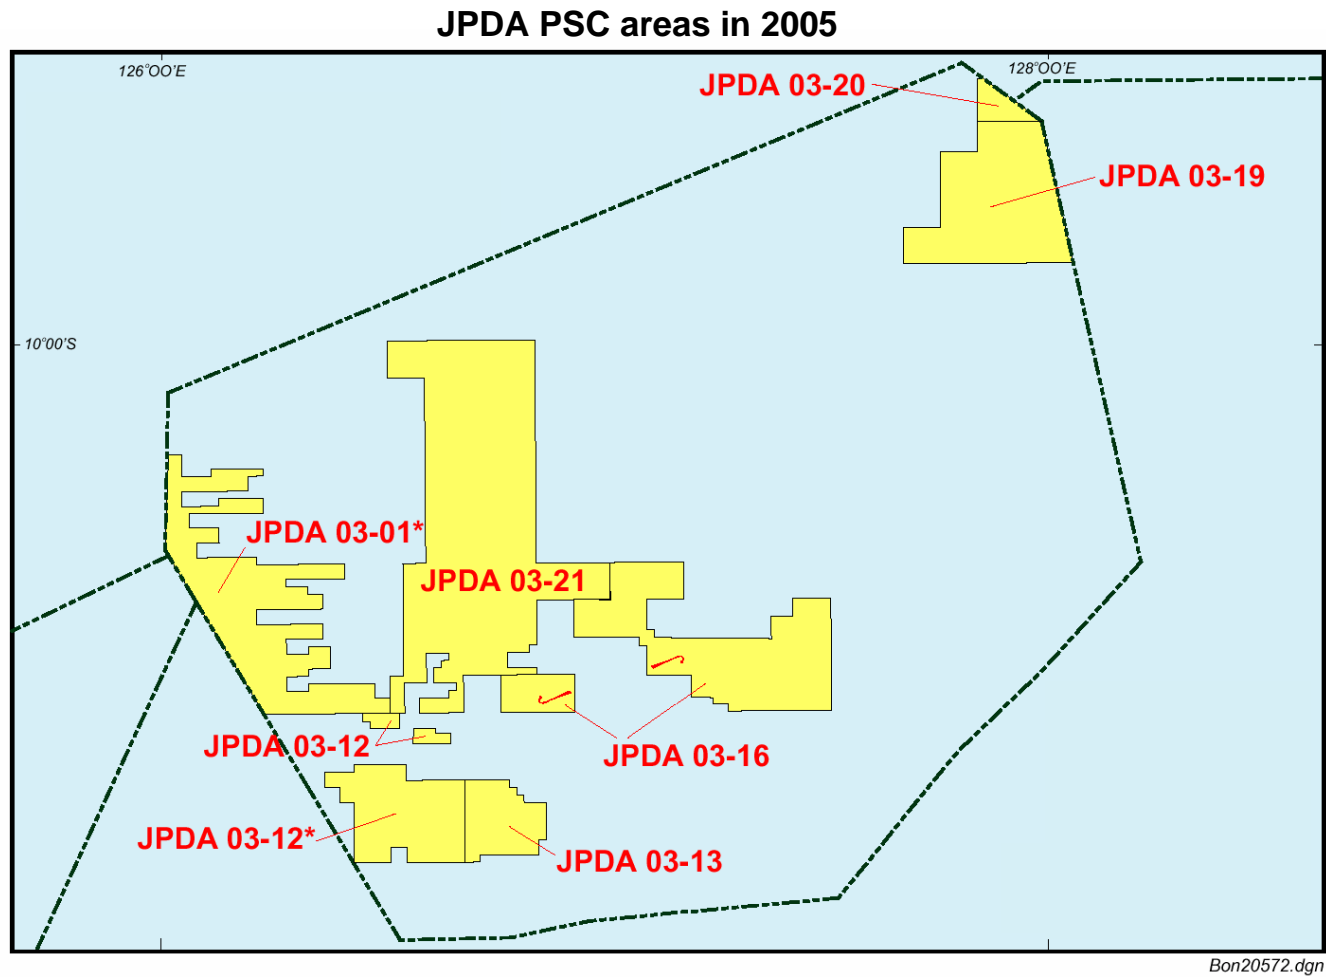 JPDA PSC areas in 2005
126°OO'E
128°OO'E
JPDA 03-20
JPDA 03-19
10°00'S
JPDA 03-01*
JPDA 03-21
JPDA 03-12
JPDA 03-16
JPDA 03-12*
JPDA 03-13
Bon20572.dgn